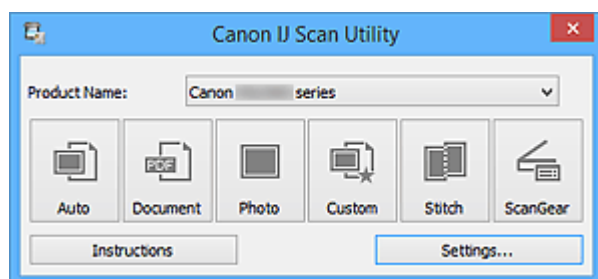 Canon IJ Scan Utility
Product Name: Canon series
PDF
Auto Document Photo Custom Stitch ScanGear
Instructions Settings...